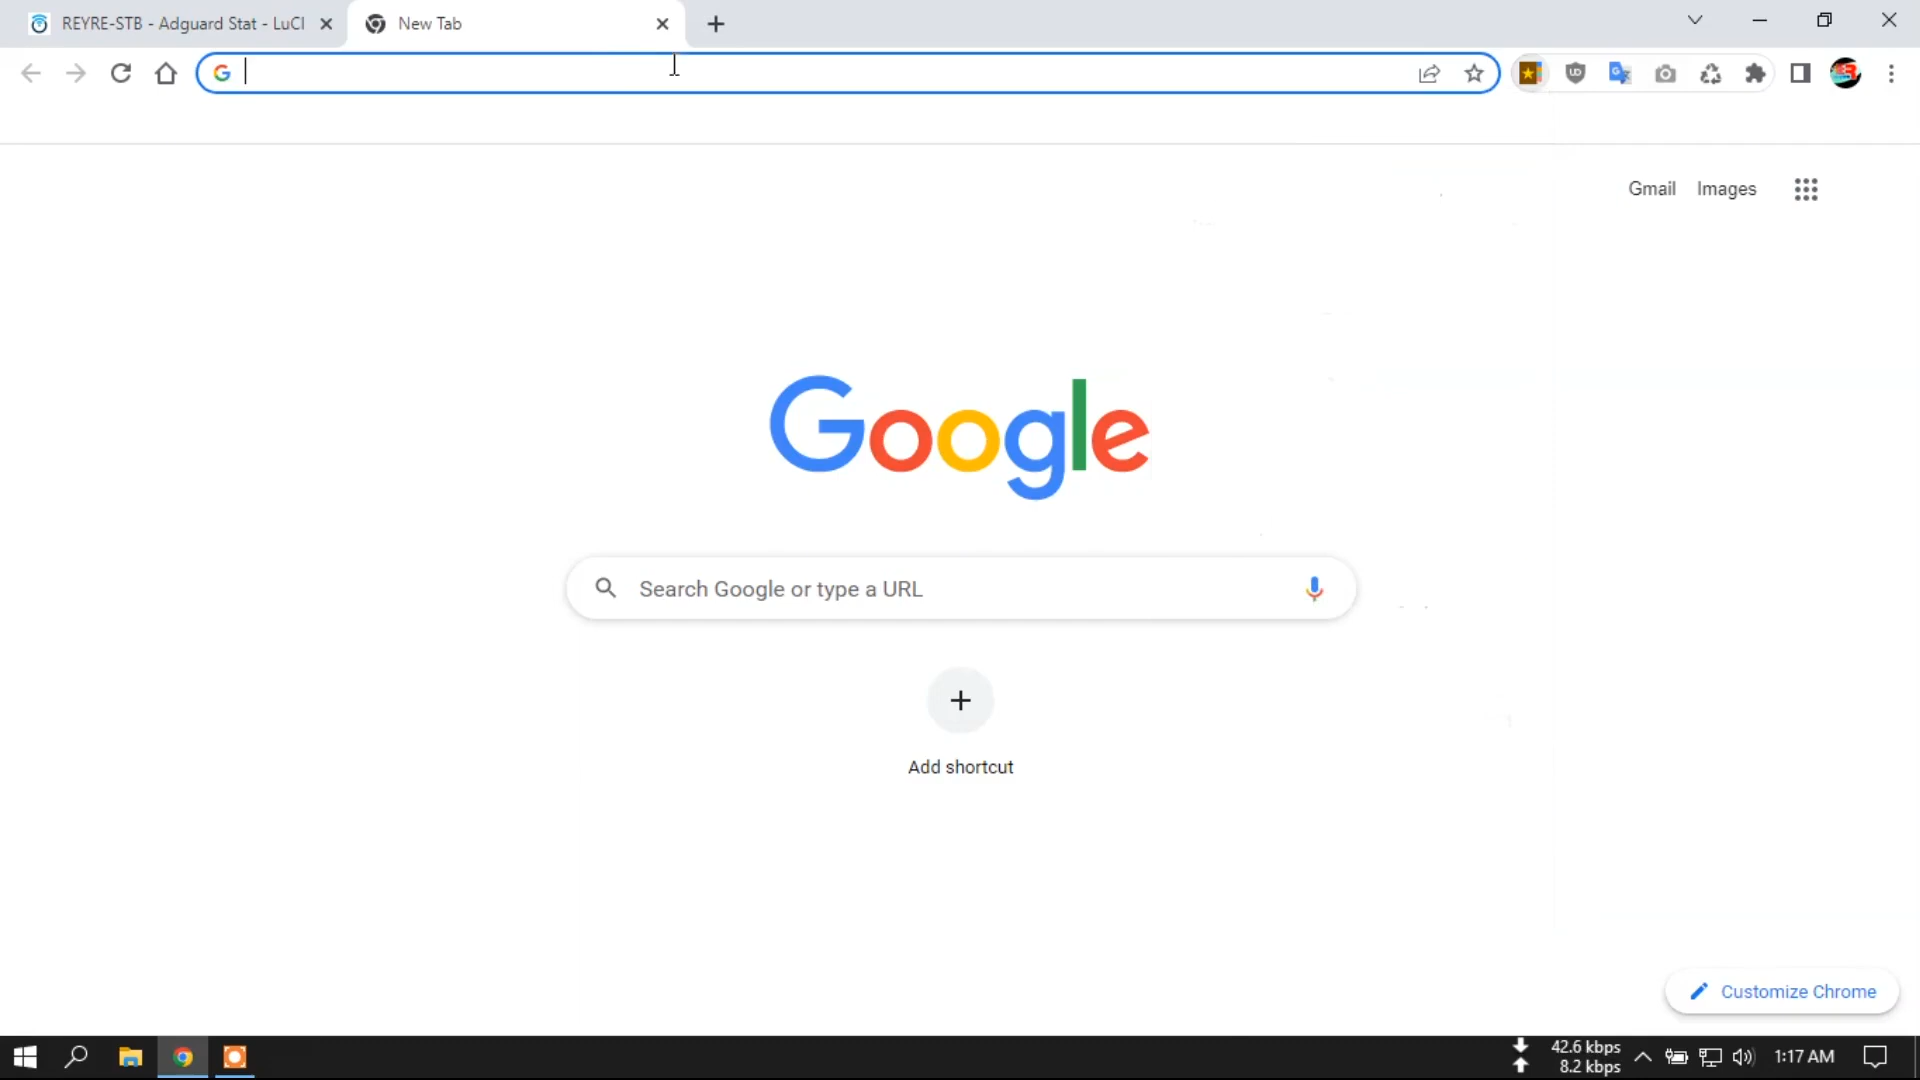 REYRE-STB - Adguard Stat - LuCI
New Tab
Gmail Images
Google
Search Google or type a URL
Add shortcut
Customize Chrome
42.6 kbps
8.2 kbps
1:17 AM